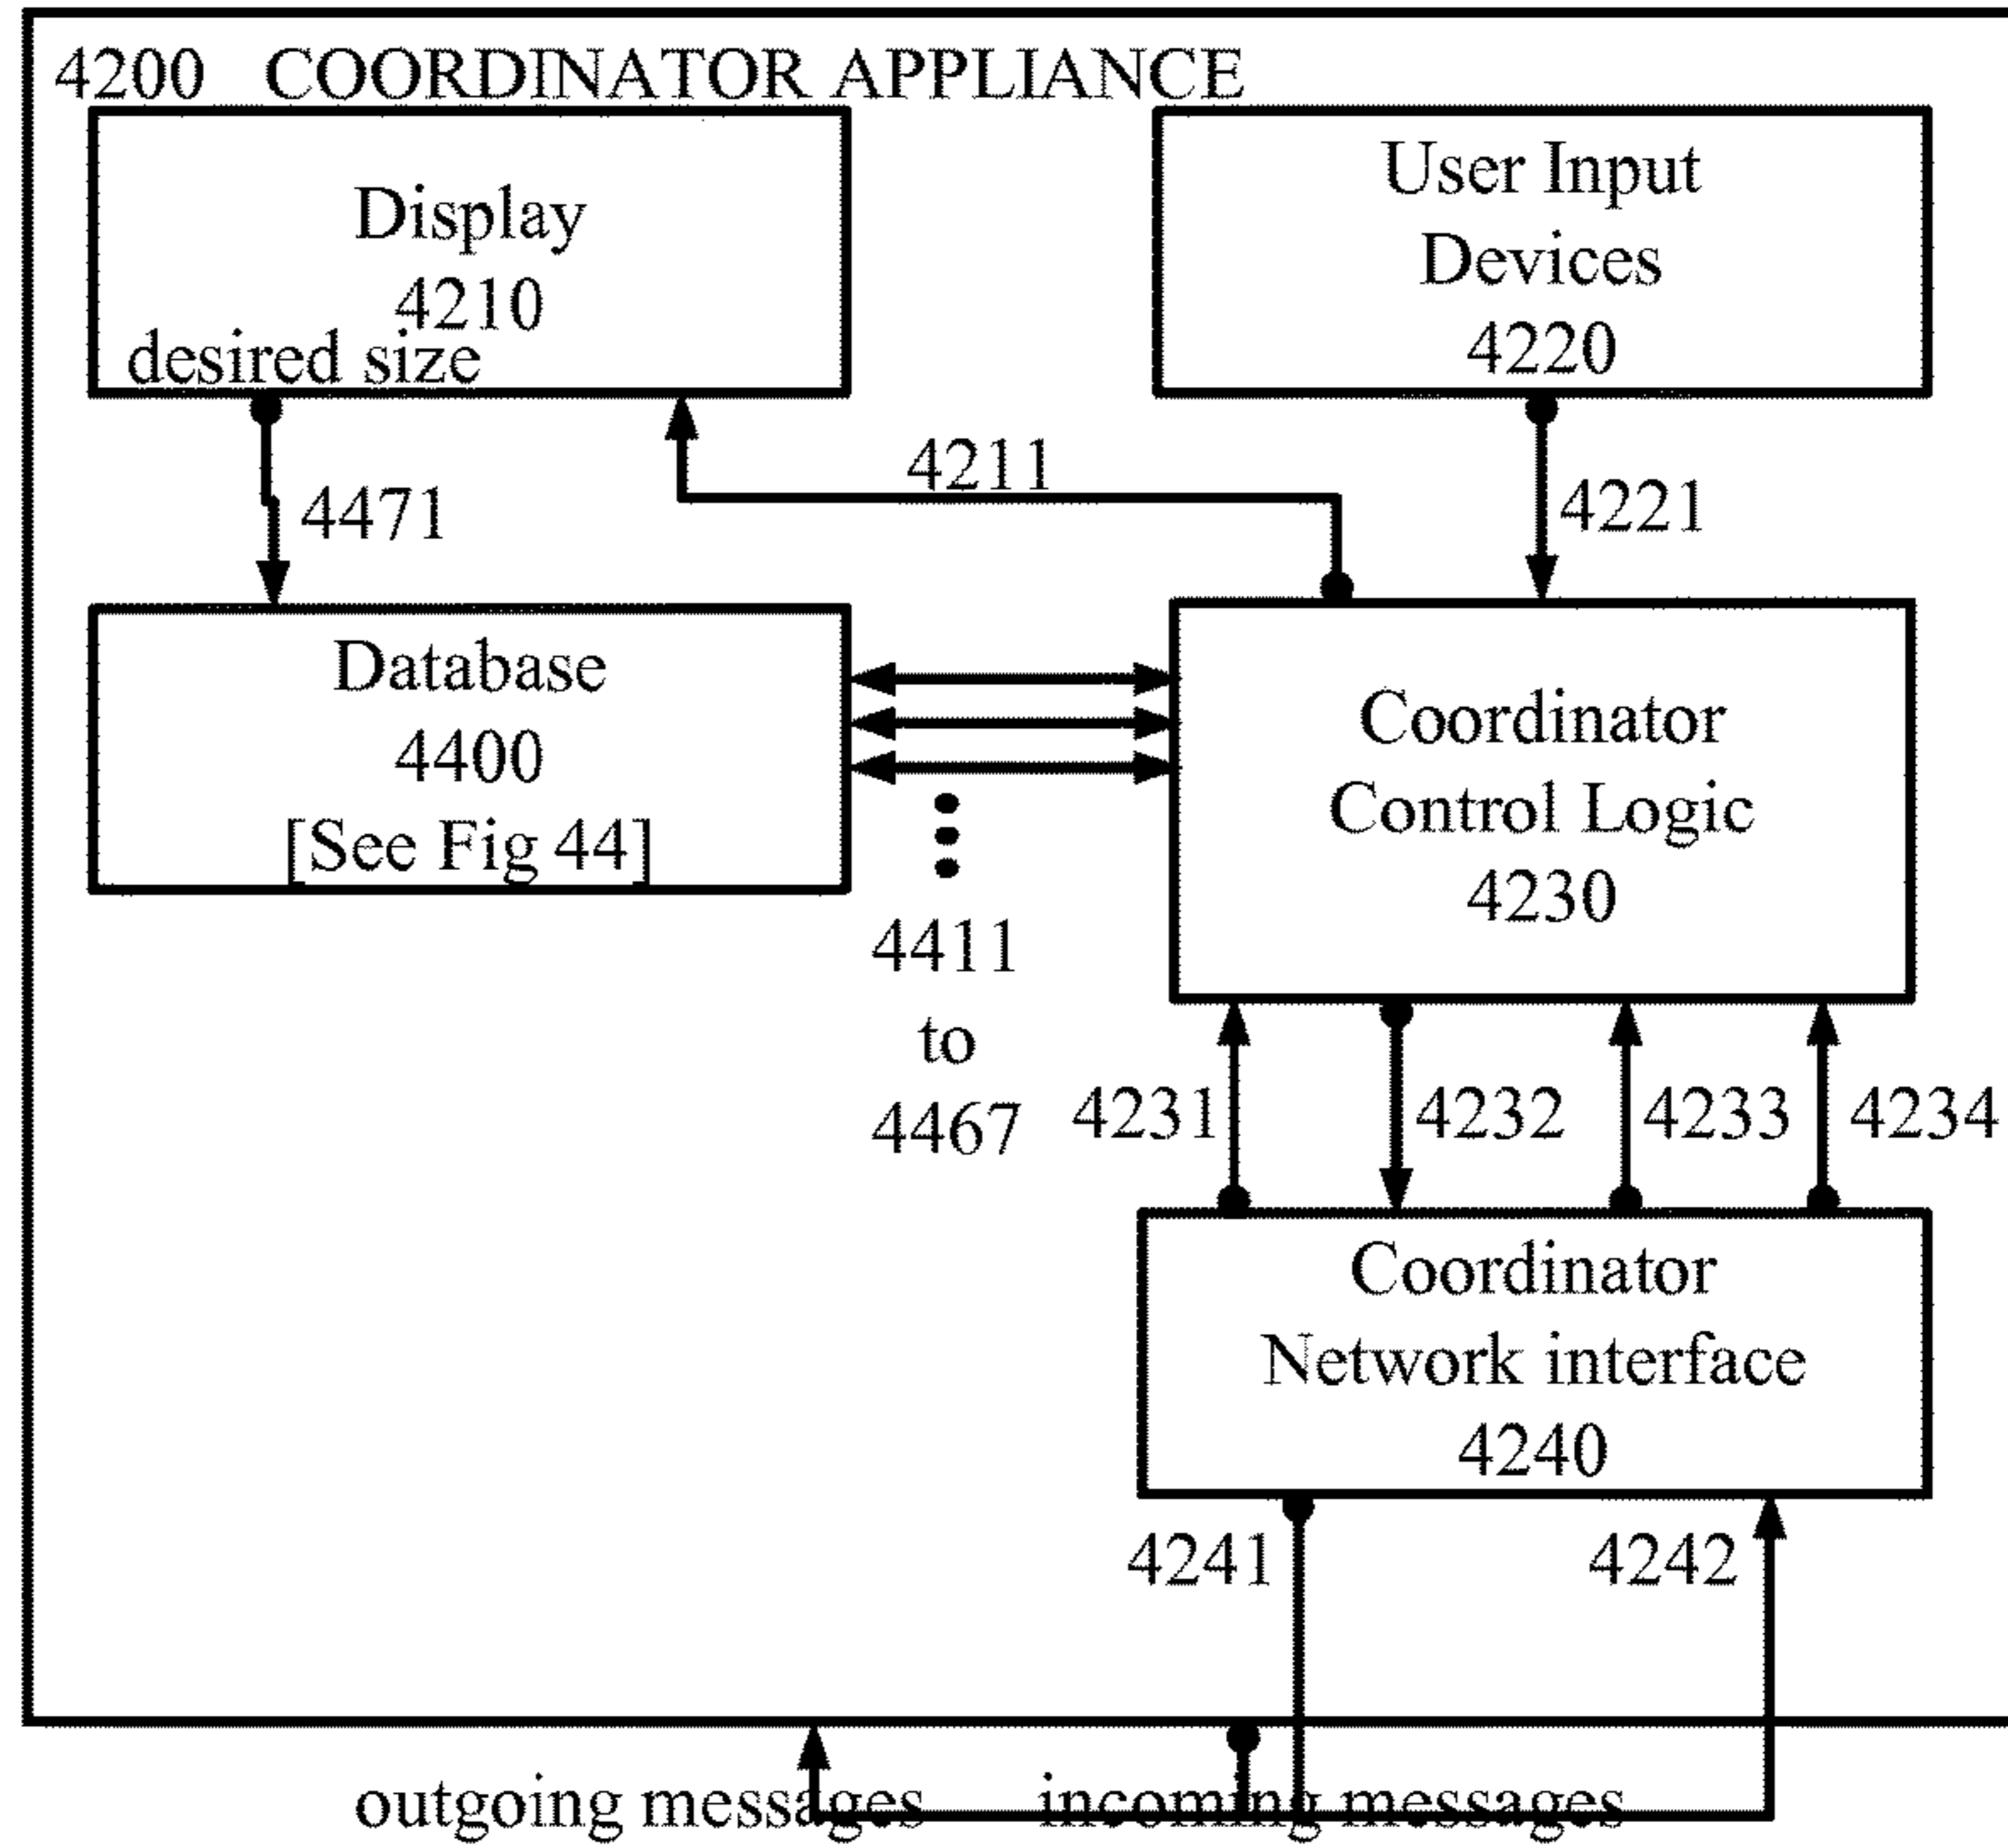 4200 COORDINATOR APPLIANCE
Display
4210
desired size
User Input
Devices
4220
4211
4471
4221
Database
4400
[See Fig 44]
Coordinator
Control Logic
4230
4411
to
4467
4231
4232
4233
4234
Coordinator
Network interface
4240
4241
4242
outgoing messages
incoming messages